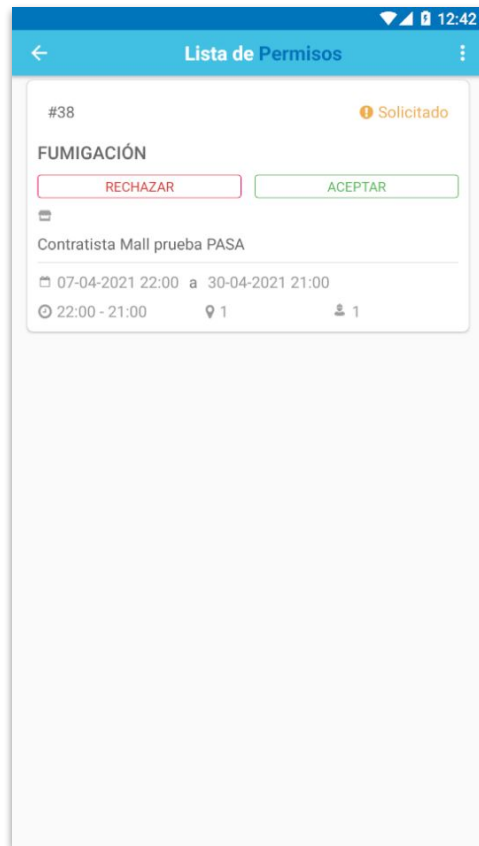 12:42
Lista de Permisos
#38 Solicitado
FUMIGACIÓN
RECHAZAR ACEPTAR
Contratista Mall prueba PASA
07-04-2021 22:00 a 30-04-2021 21:00
22:00 - 21:00 1 1